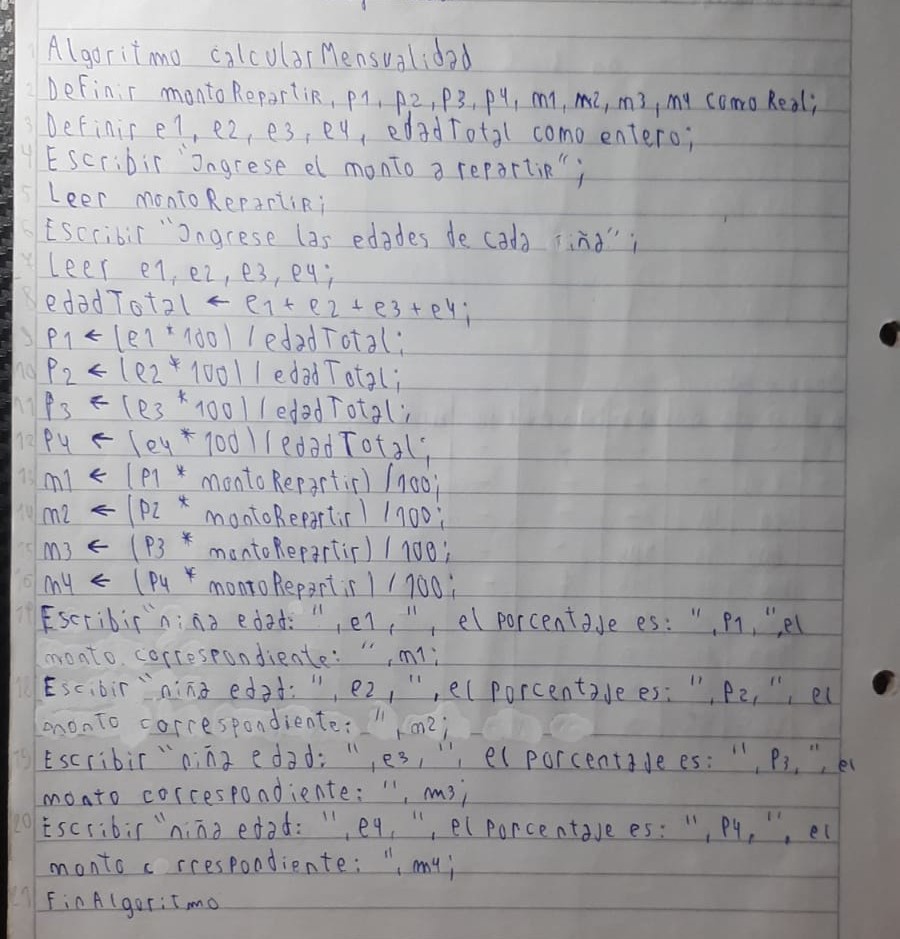 1 Algoritmo calcularMensualidad
2 Definir montoRepartiR, p1, p2, p3, p4, m1, m2, m3, m4 como Real;
3 Definir e1, e2, e3, e4, edadTotal como entero;
4 Escribir "Ingrese el monto a repartiR";
5 Leer montoRepartiR;
6 Escribir "Ingrese las edades de cada niña";
7 Leer e1, e2, e3, e4;
8 edadTotal ← e1 + e2 + e3 + e4;
9 P1 ← (e1 * 100) / edadTotal;
10 P2 ← (e2 * 100) / edadTotal;
11 P3 ← (e3 * 100) / edadTotal;
12 P4 ← (e4 * 100) / edadTotal;
13 m1 ← (P1 * montoRepartir) / 100;
14 m2 ← (P2 * montoRepartir) / 100;
15 m3 ← (P3 * montoRepartir) / 100;
16 m4 ← (P4 * montoRepartir) / 100;
17 Escribir "niña edad: ", e1, ", el porcentaje es: ", P1, ", el
monto correspondiente: ", m1;
18 Escibir "niña edad: ", e2, ", el porcentaje es: ", P2, ", el
monto correspondiente: ", m2;
19 Escribir "niña edad: ", e3, ", el porcentaje es: ", P3, ", el
monto correspondiente: ", m3;
20 Escribir "niña edad: ", e4, ", el porcentaje es: ", P4, ", el
monto c rrespondiente: ", m4;
21 FinAlgoritmo